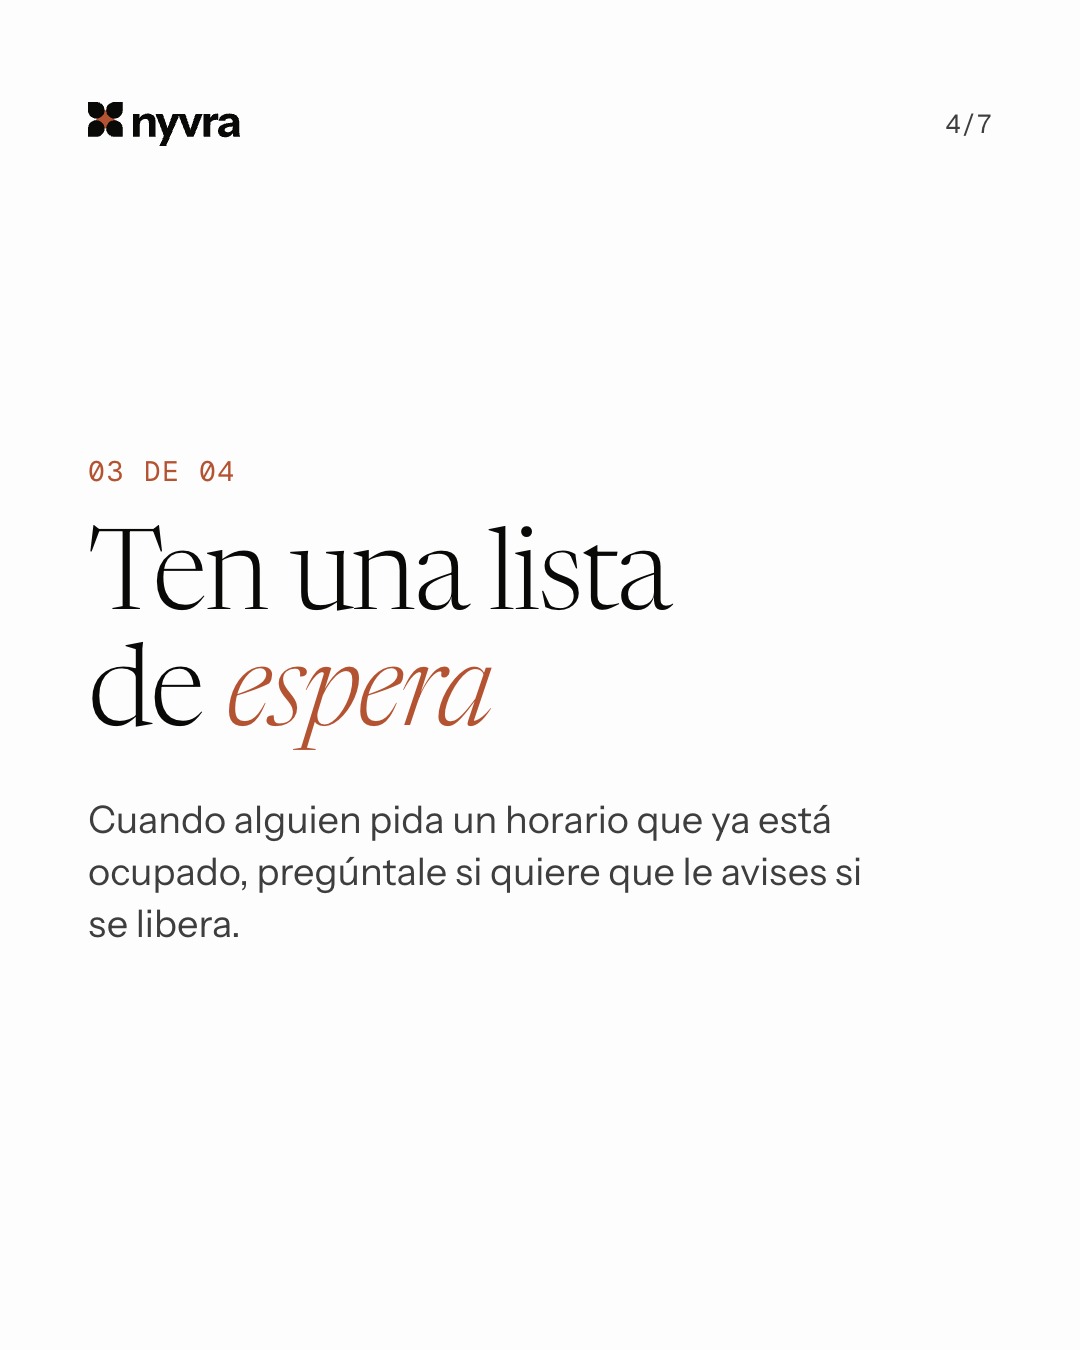 nyvra
4/7
03 DE 04
Ten una lista
de espera
Cuando alguien pida un horario que ya está
ocupado, pregúntale si quiere que le avises si
se libera.